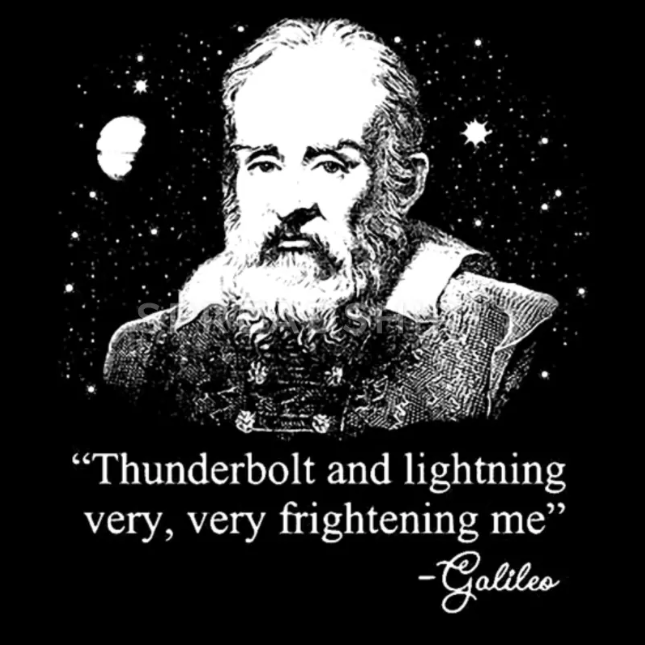 “Thunderbolt and lightning
very, very frightening me”
-Galileo